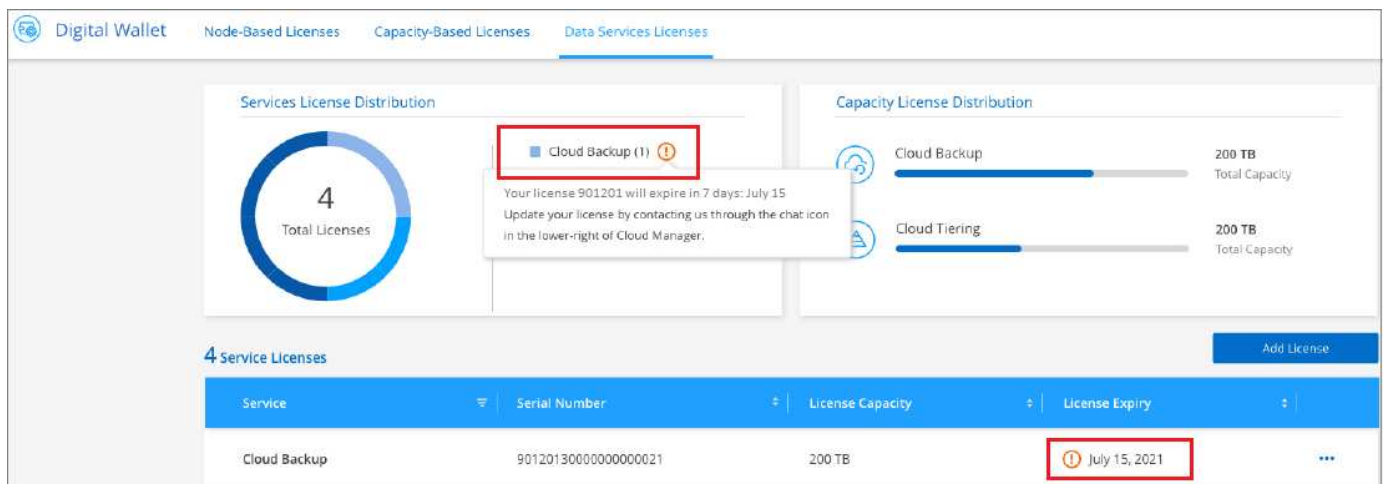 Digital Wallet
Node-Based Licenses
Capacity-Based Licenses
Data Services Licenses
Services License Distribution
4
Total Licenses
Cloud Backup (1)
Your license 901201 will expire in 7 days: July 15
Update your license by contacting us through the chat icon
in the lower-right of Cloud Manager.
Capacity License Distribution
Cloud Backup
200 TB
Total Capacity
Cloud Tiering
200 TB
Total Capacity
4 Service Licenses
Add License
Service
Serial Number
License Capacity
License Expiry
Cloud Backup
90120130000000000021
200 TB
July 15, 2021